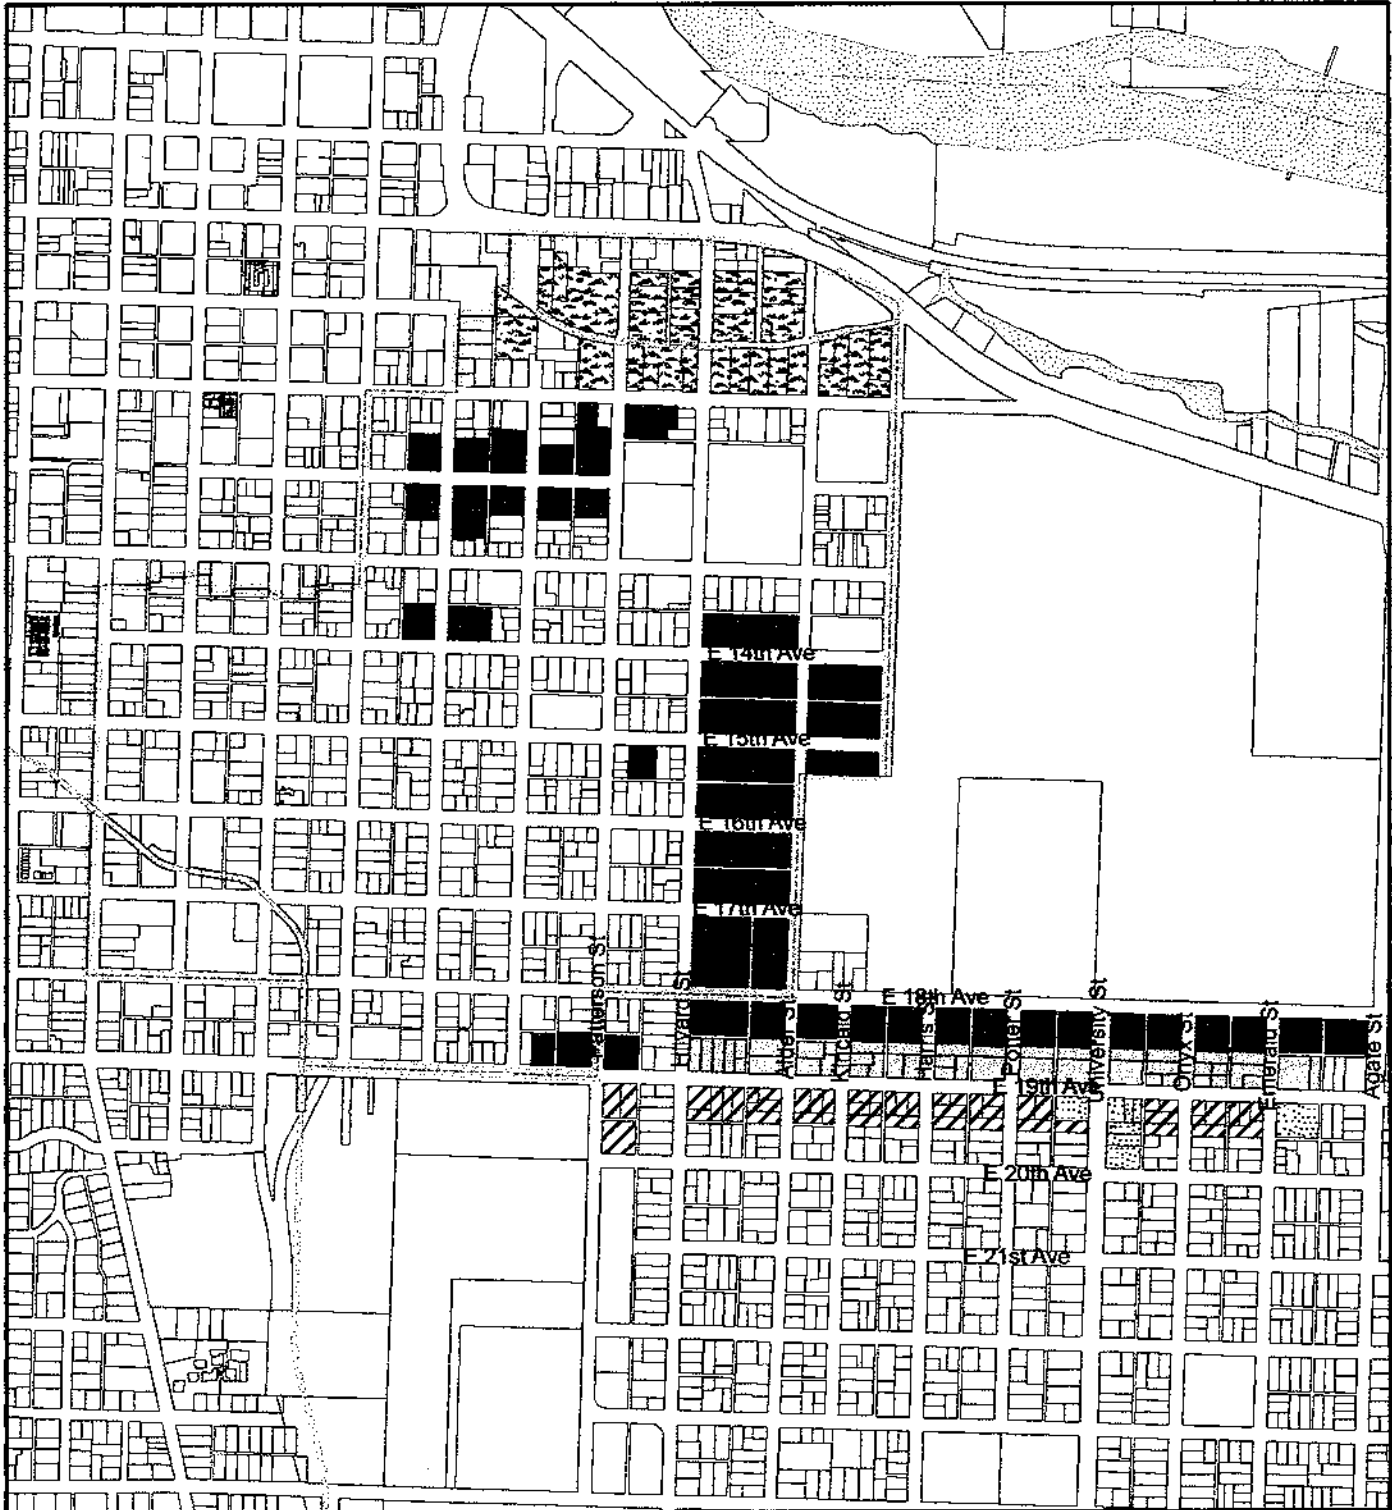 E 14th Ave
E 15th Ave
E 16th Ave
E 17th Ave
Patterson St
Hilyard St
E 18th Ave
Alder St
Kincaid St
Harris St
Potter St
University St
Onyx St
Emerald St
Agate St
E 19th Ave
E 20th Ave
E 21st Ave